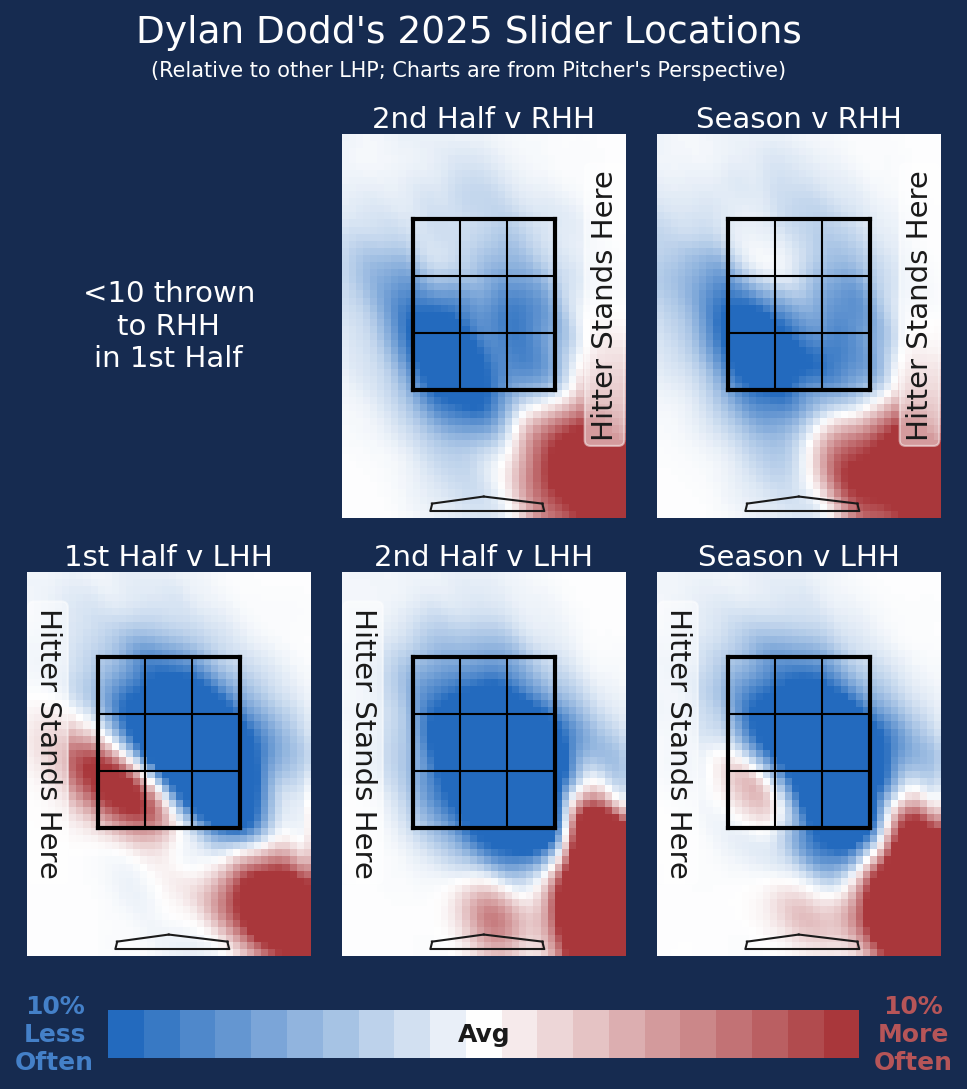 Dylan Dodd's 2025 Slider Locations
(Relative to other LHP; Charts are from Pitcher's Perspective)
2nd Half v RHH
Season v RHH
<10 thrown
to RHH
in 1st Half
Hitter Stands Here
Hitter Stands Here
1st Half v LHH
2nd Half v LHH
Season v LHH
Hitter Stands Here
Hitter Stands Here
Hitter Stands Here
10%
Less
Often
Avg
10%
More
Often